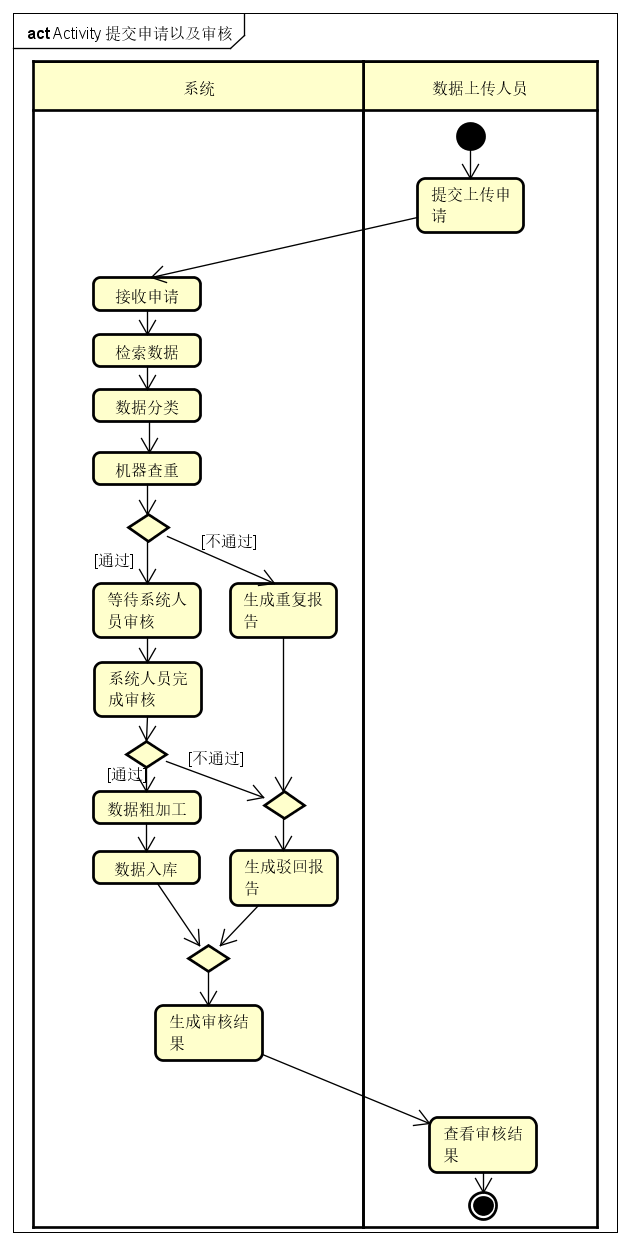 act Activity 提交申请以及审核
系统
数据上传人员
提交上传申
请
接收申请
检索数据
数据分类
机器查重
[不通过]
[通过]
等待系统人
员审核
生成重复报
告
系统人员完
成审核
[不通过]
[通过]
数据粗加工
数据入库
生成驳回报
告
生成审核结
果
查看审核结
果